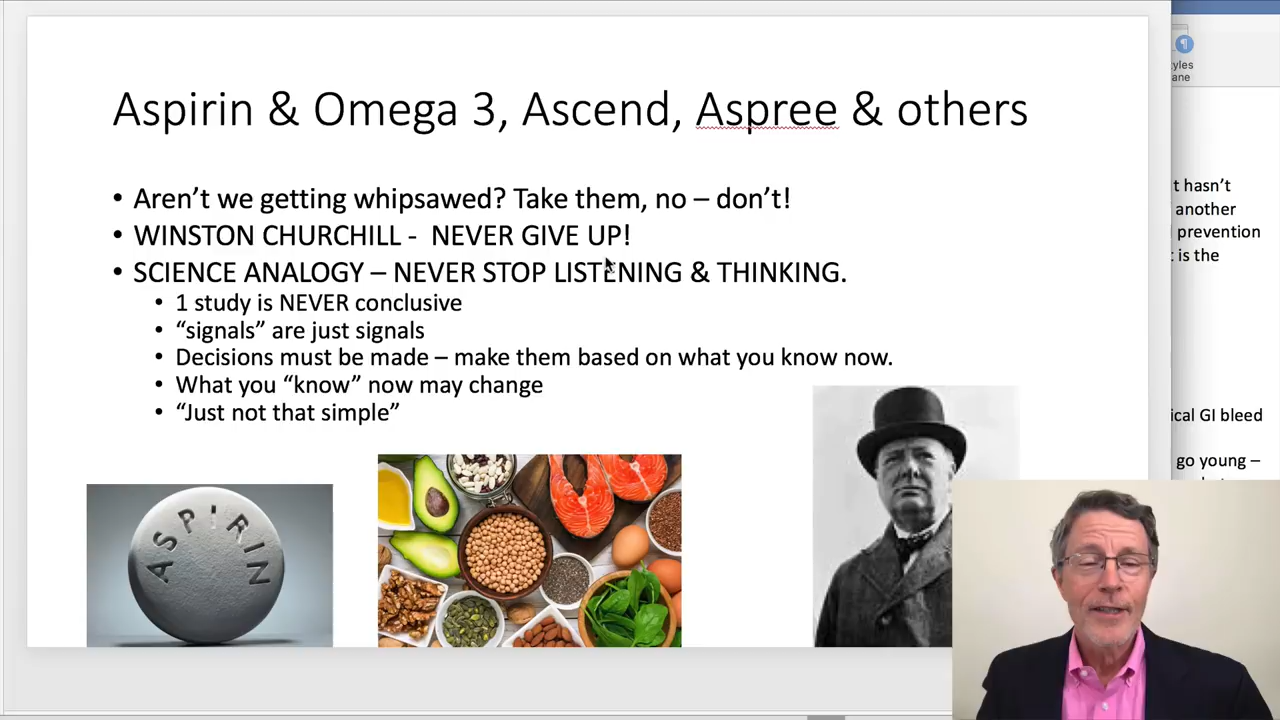 Aspirin & Omega 3, Ascend, Aspree & others
• Aren’t we getting whipsawed? Take them, no – don’t!
• WINSTON CHURCHILL - NEVER GIVE UP!
• SCIENCE ANALOGY – NEVER STOP LISTENING & THINKING.
• 1 study is NEVER conclusive
• “signals” are just signals
• Decisions must be made – make them based on what you know now.
• What you “know” now may change
• “Just not that simple”
ASPIRIN
yles
ane
t hasn’t
another
prevention
t is the
ical GI bleed
go young –